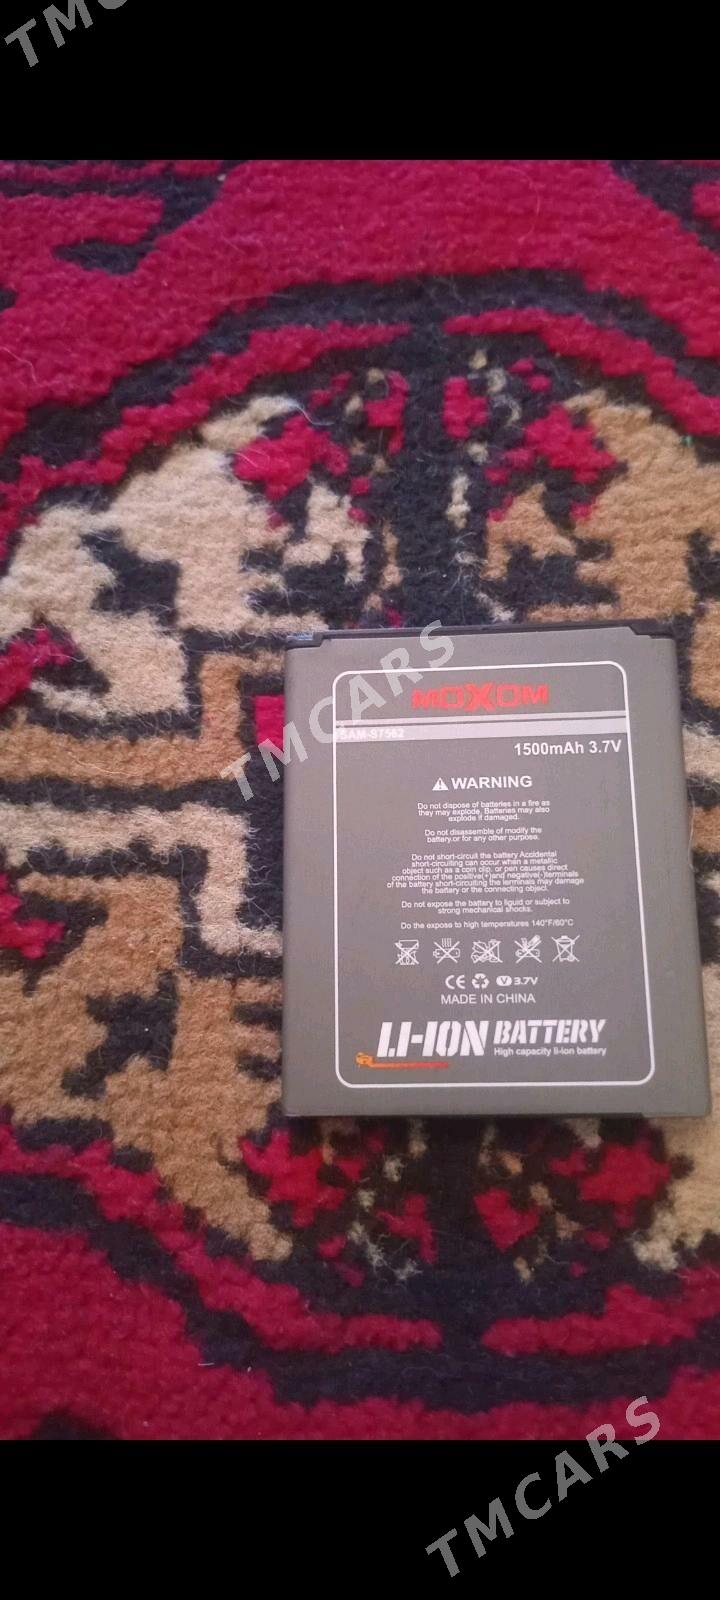 TMCARS
MOXOM
SAM-S7562
1500mAh 3.7V
WARNING
Do not dispose of batteries in a fire as
they may explode. Batteries may also
explode if damaged.
Do not disassemble of modify the
battery.or for any other purpose.
Do not short-circuit the battery Accidental
short-circuiting can occur when a metallic
object such as a coin clip, or pen causes direct
connection of the positive(+)and negative(-)terminals
of the battery short-circuiting the terminals may damage
the battery or the connecting object.
Do not expose the battery to liguid or subject to
strong mechanical shocks.
Do the expose to high temperatures 140°F/60°C
CE V 3.7V
MADE IN CHINA
LI-ION BATTERY
High capacity li-ion battery
TMCARS
TMCARS